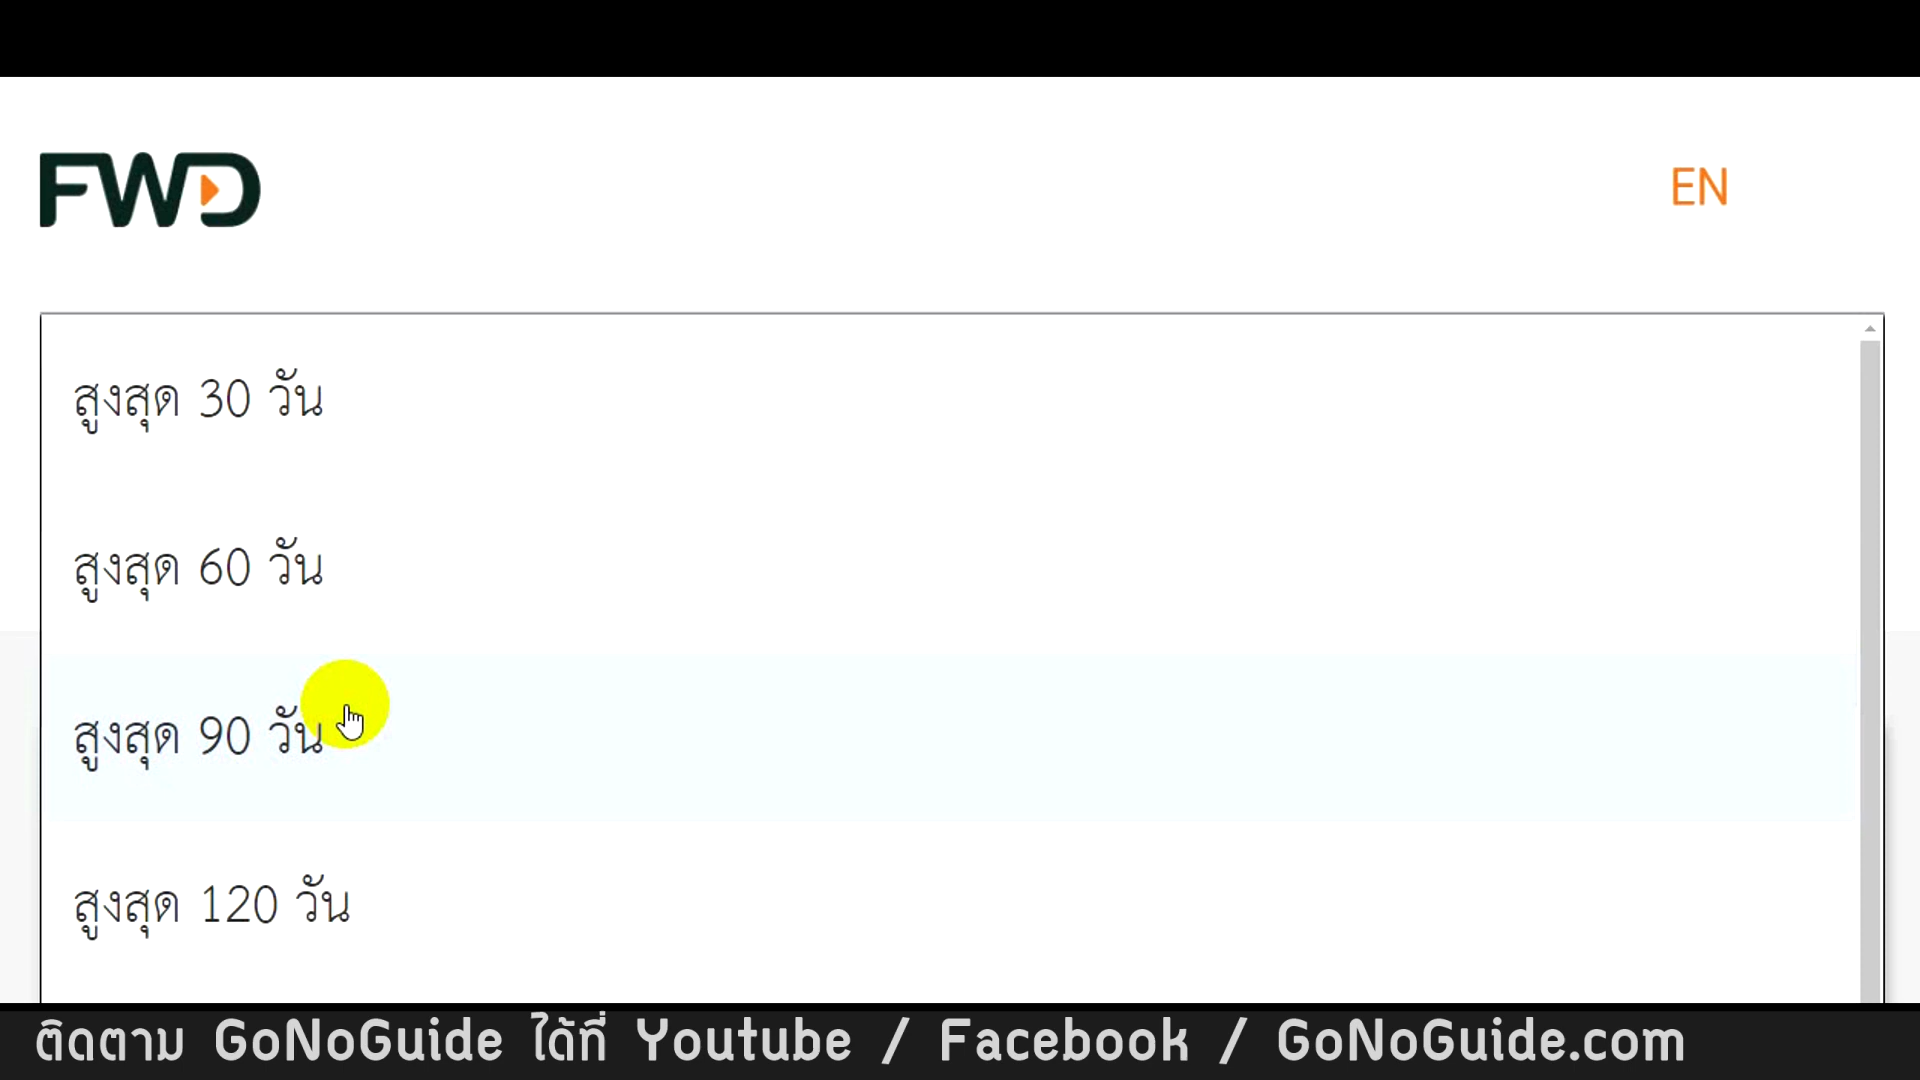 FWD
EN
สูงสุด 30 วัน
สูงสุด 60 วัน
สูงสุด 90 วัน
สูงสุด 120 วัน
ติดตาม GoNoGuide ได้ที่ Youtube / Facebook / GoNoGuide.com